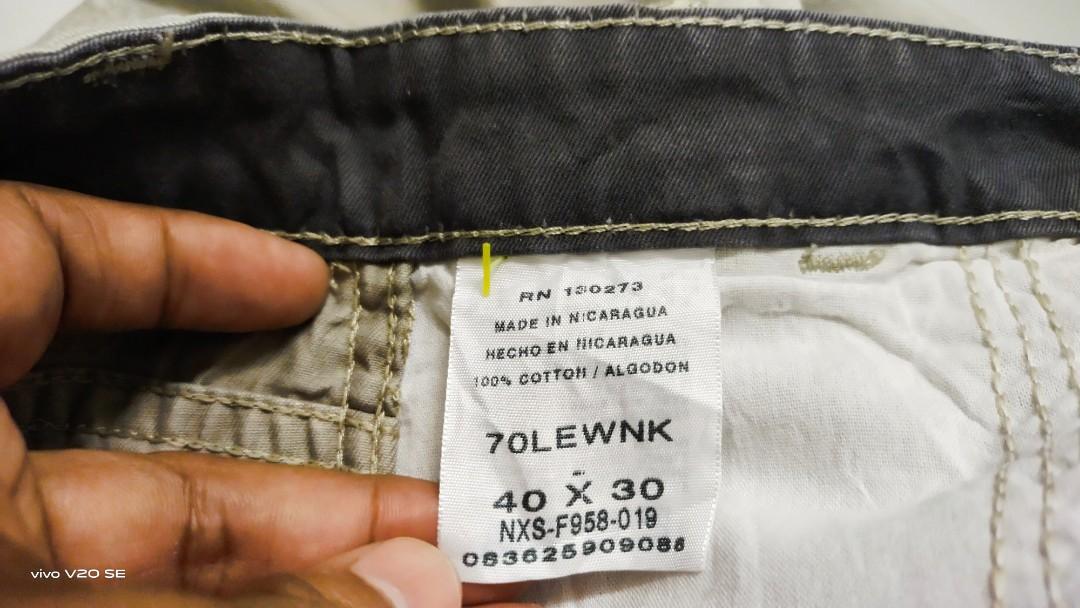 RN 130273
MADE IN NICARAGUA
HECHO EN NICARAGUA
100% COTTON / ALGODON
70LEWNK
40 X 30
NXS-F958-019
083625909088
vivo V20 SE